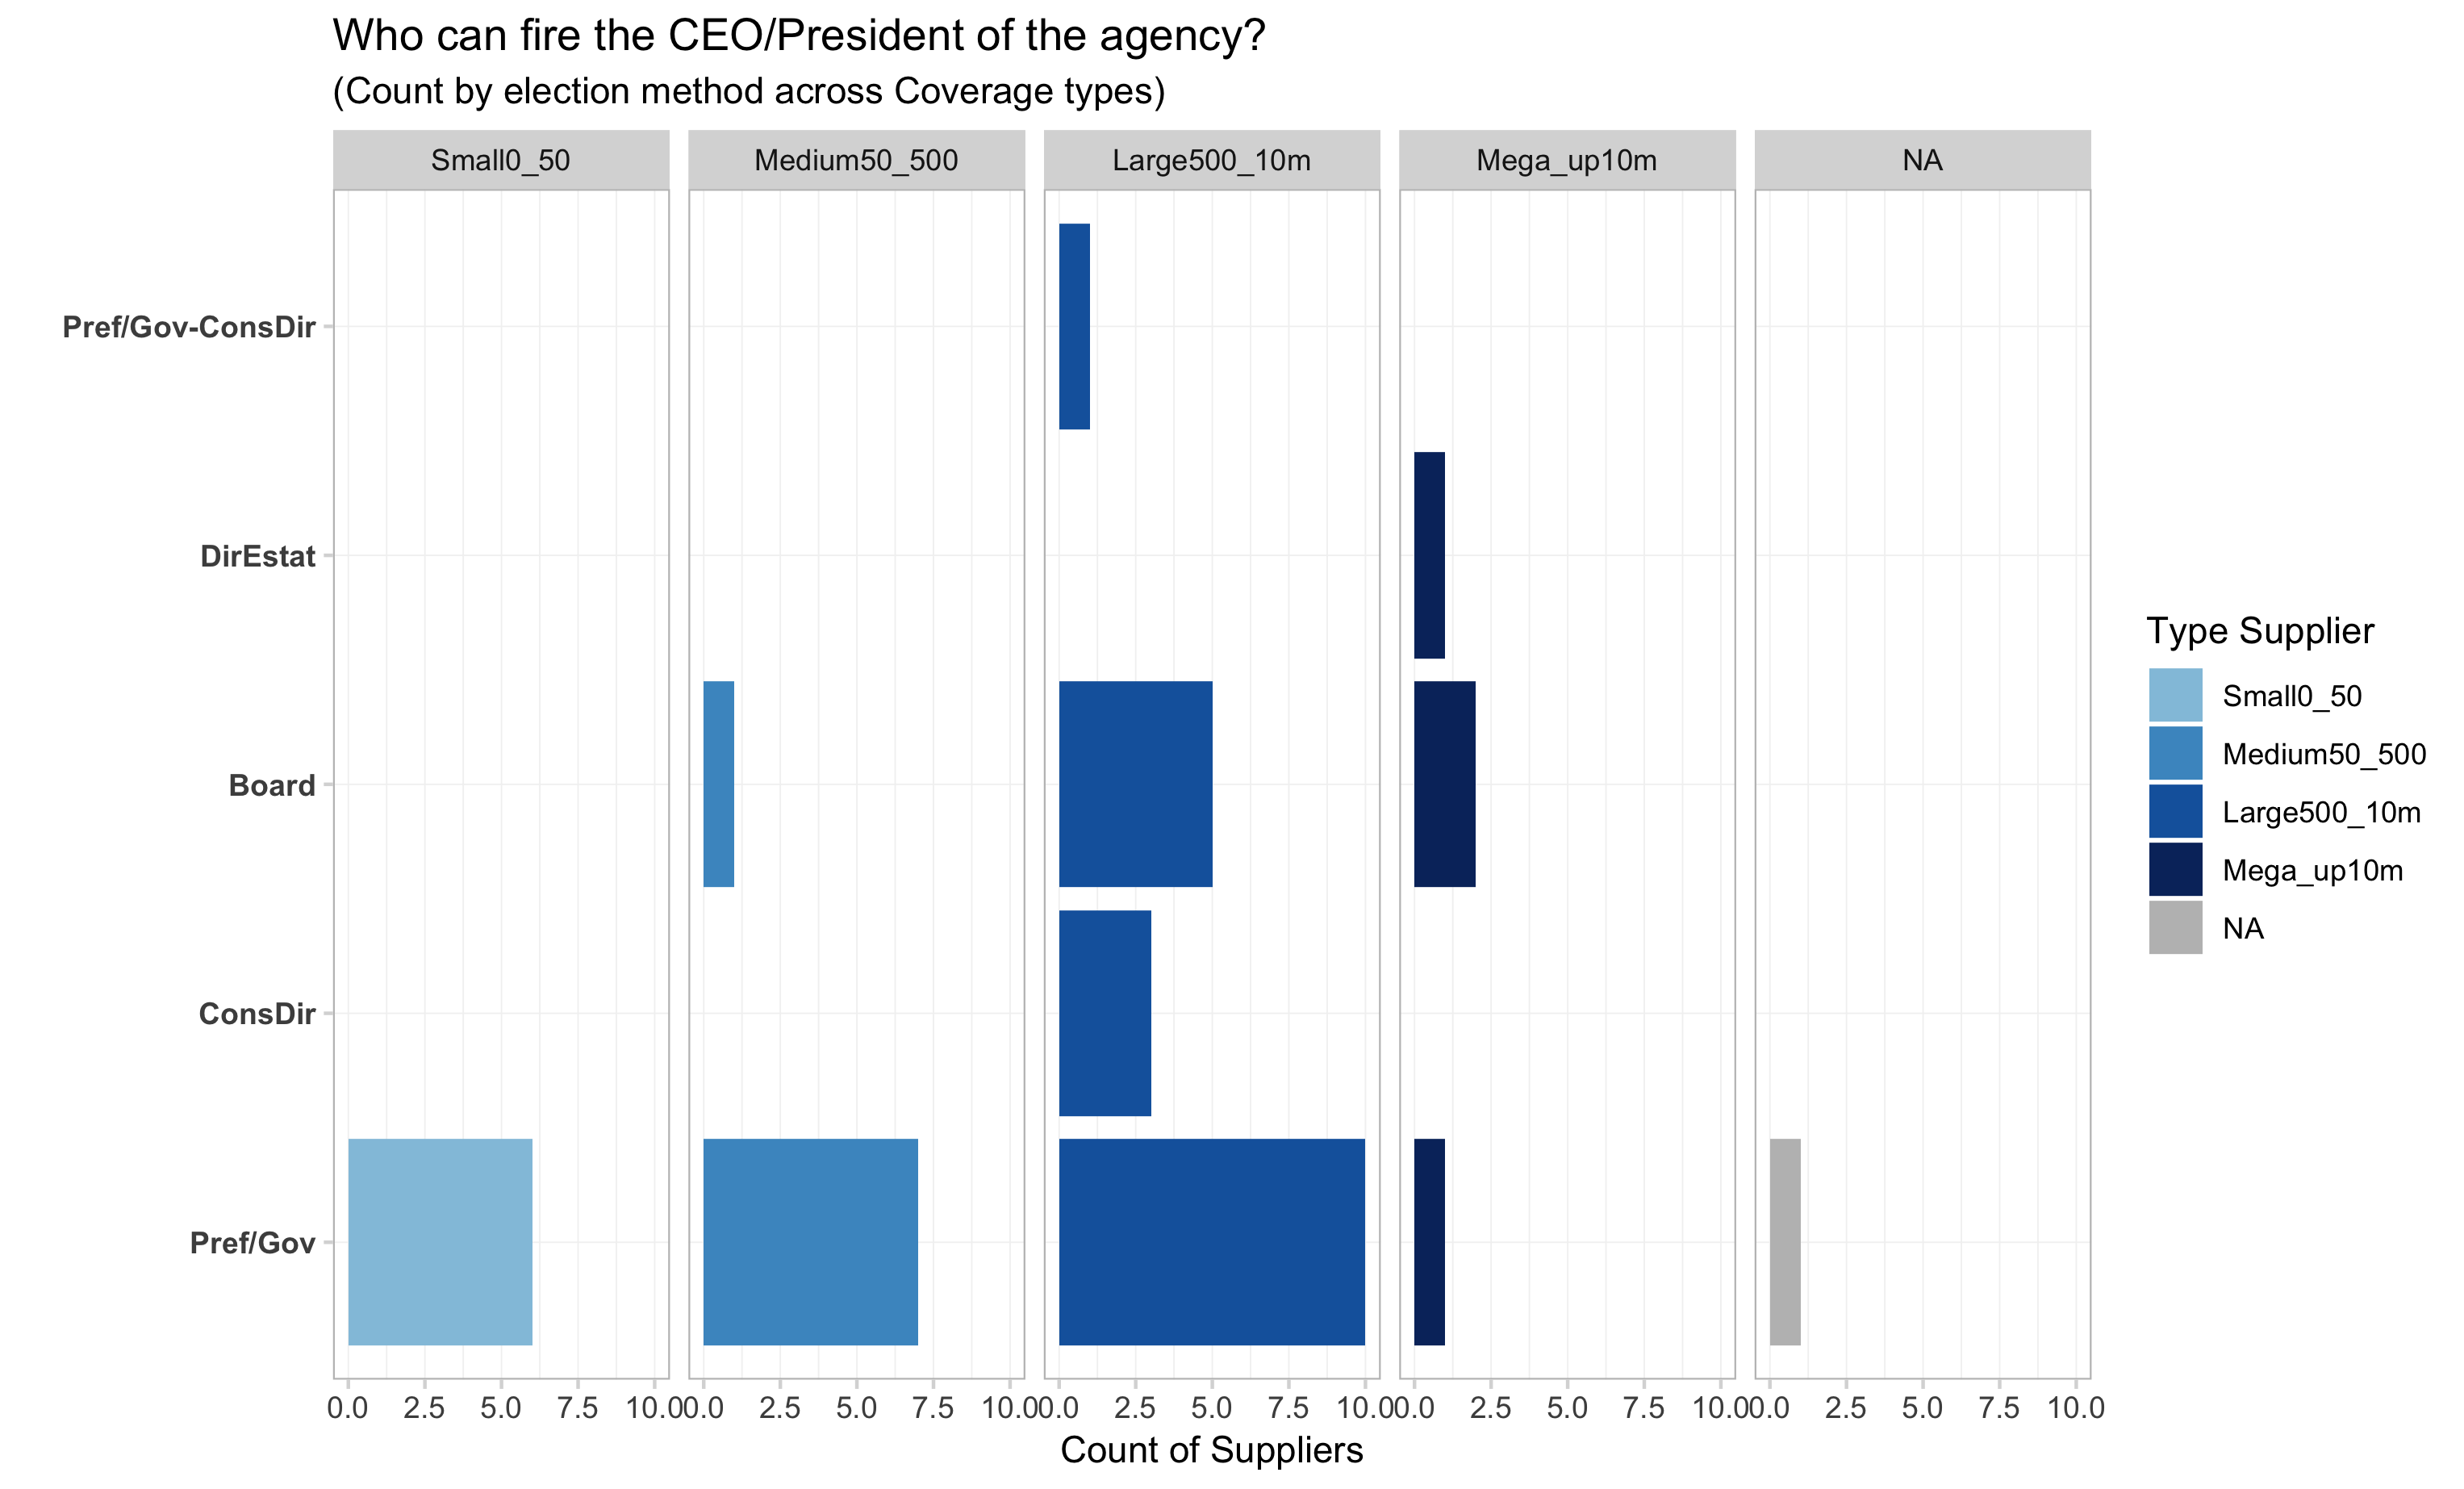 Who can fire the CEO/President of the agency?
(Count by election method across Coverage types)
Small0_50 Medium50_500 Large500_10m Mega_up10m NA
Pref/Gov-ConsDir
DirEstat
Board
ConsDir
Pref/Gov
0.0 2.5 5.0 7.5 10.0 0.0 2.5 5.0 7.5 10.0 0.0 2.5 5.0 7.5 10.0 0.0 2.5 5.0 7.5 10.0 0.0 2.5 5.0 7.5 10.0
Count of Suppliers
Type Supplier
Small0_50
Medium50_500
Large500_10m
Mega_up10m
NA